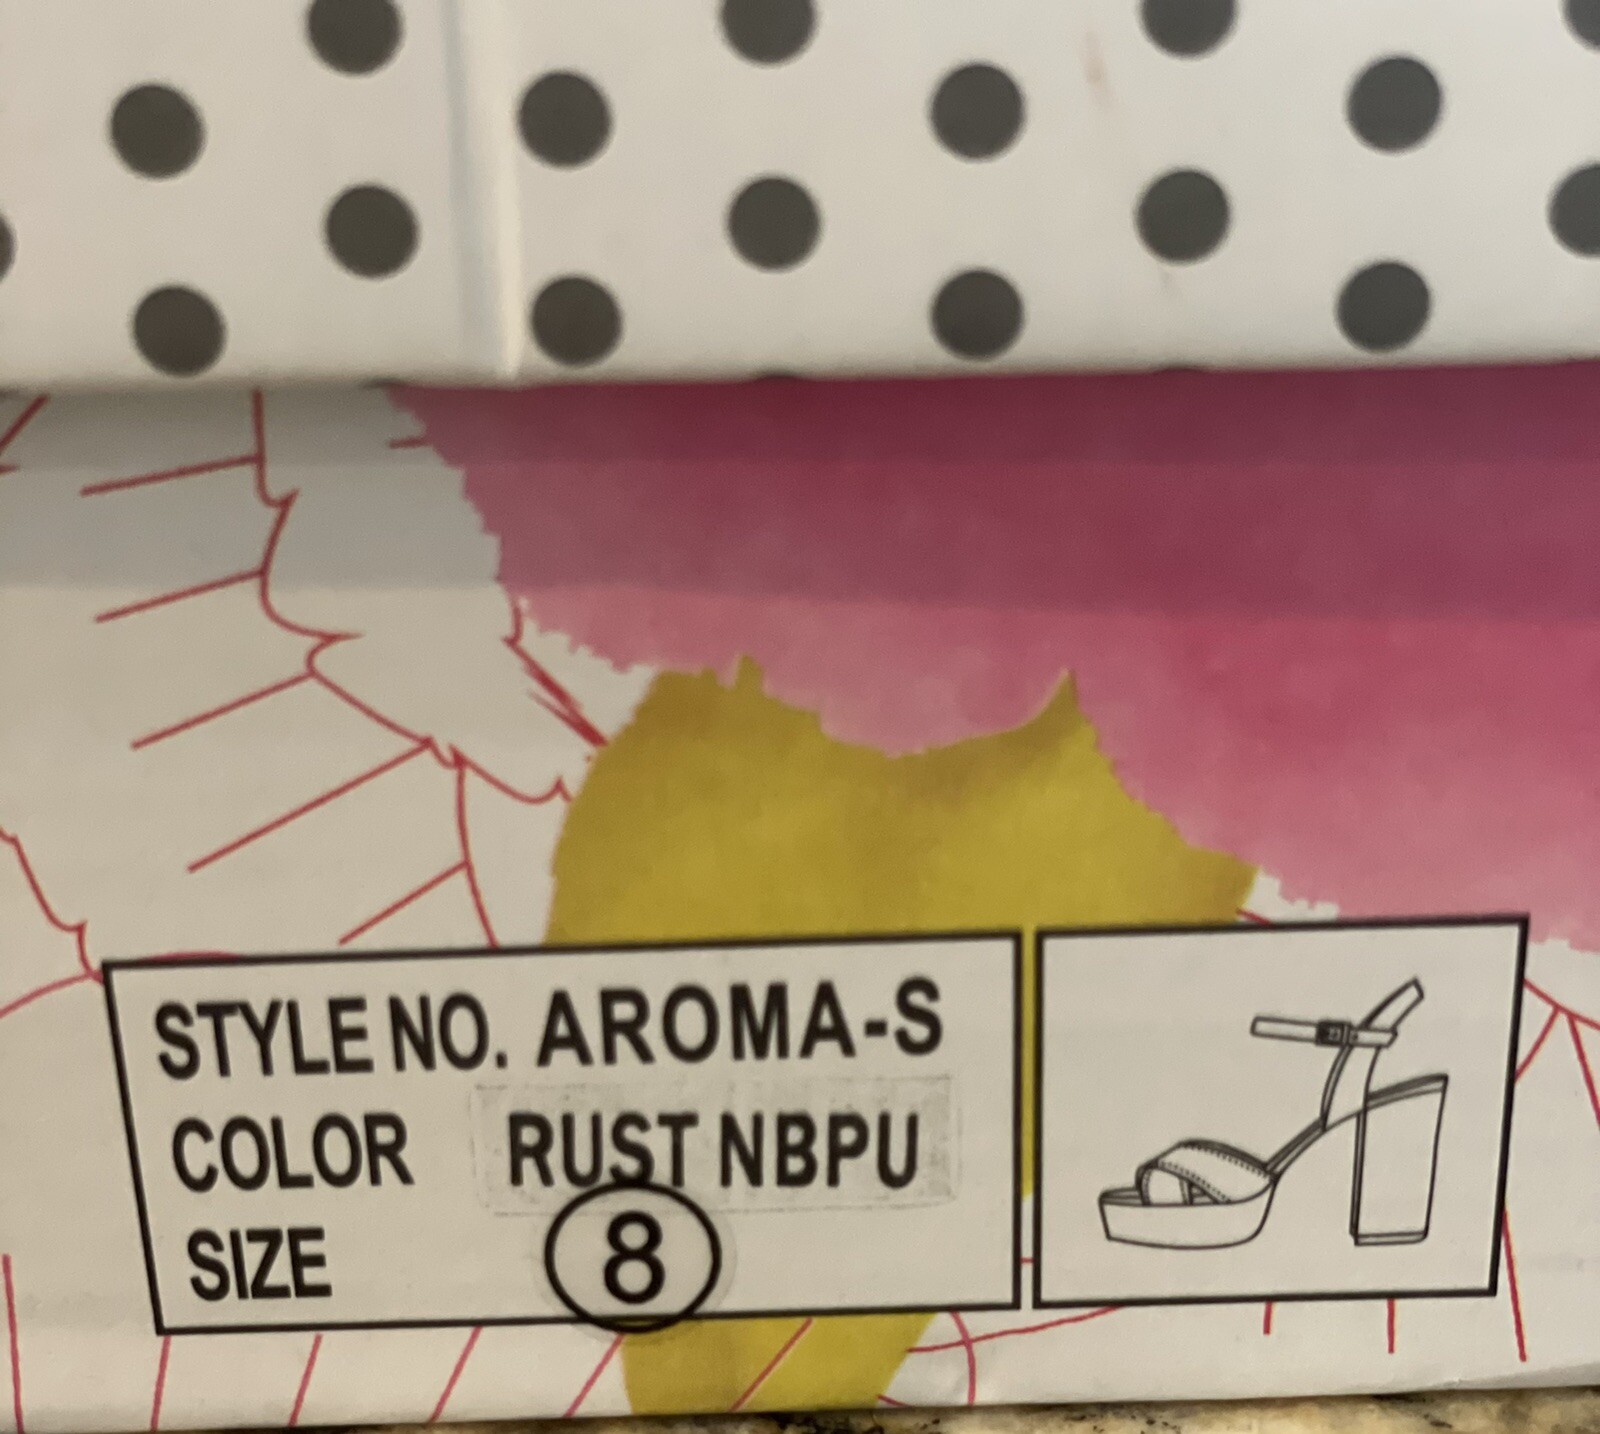 STYLE NO. AROMA-S
COLOR RUST NBPU
SIZE 8